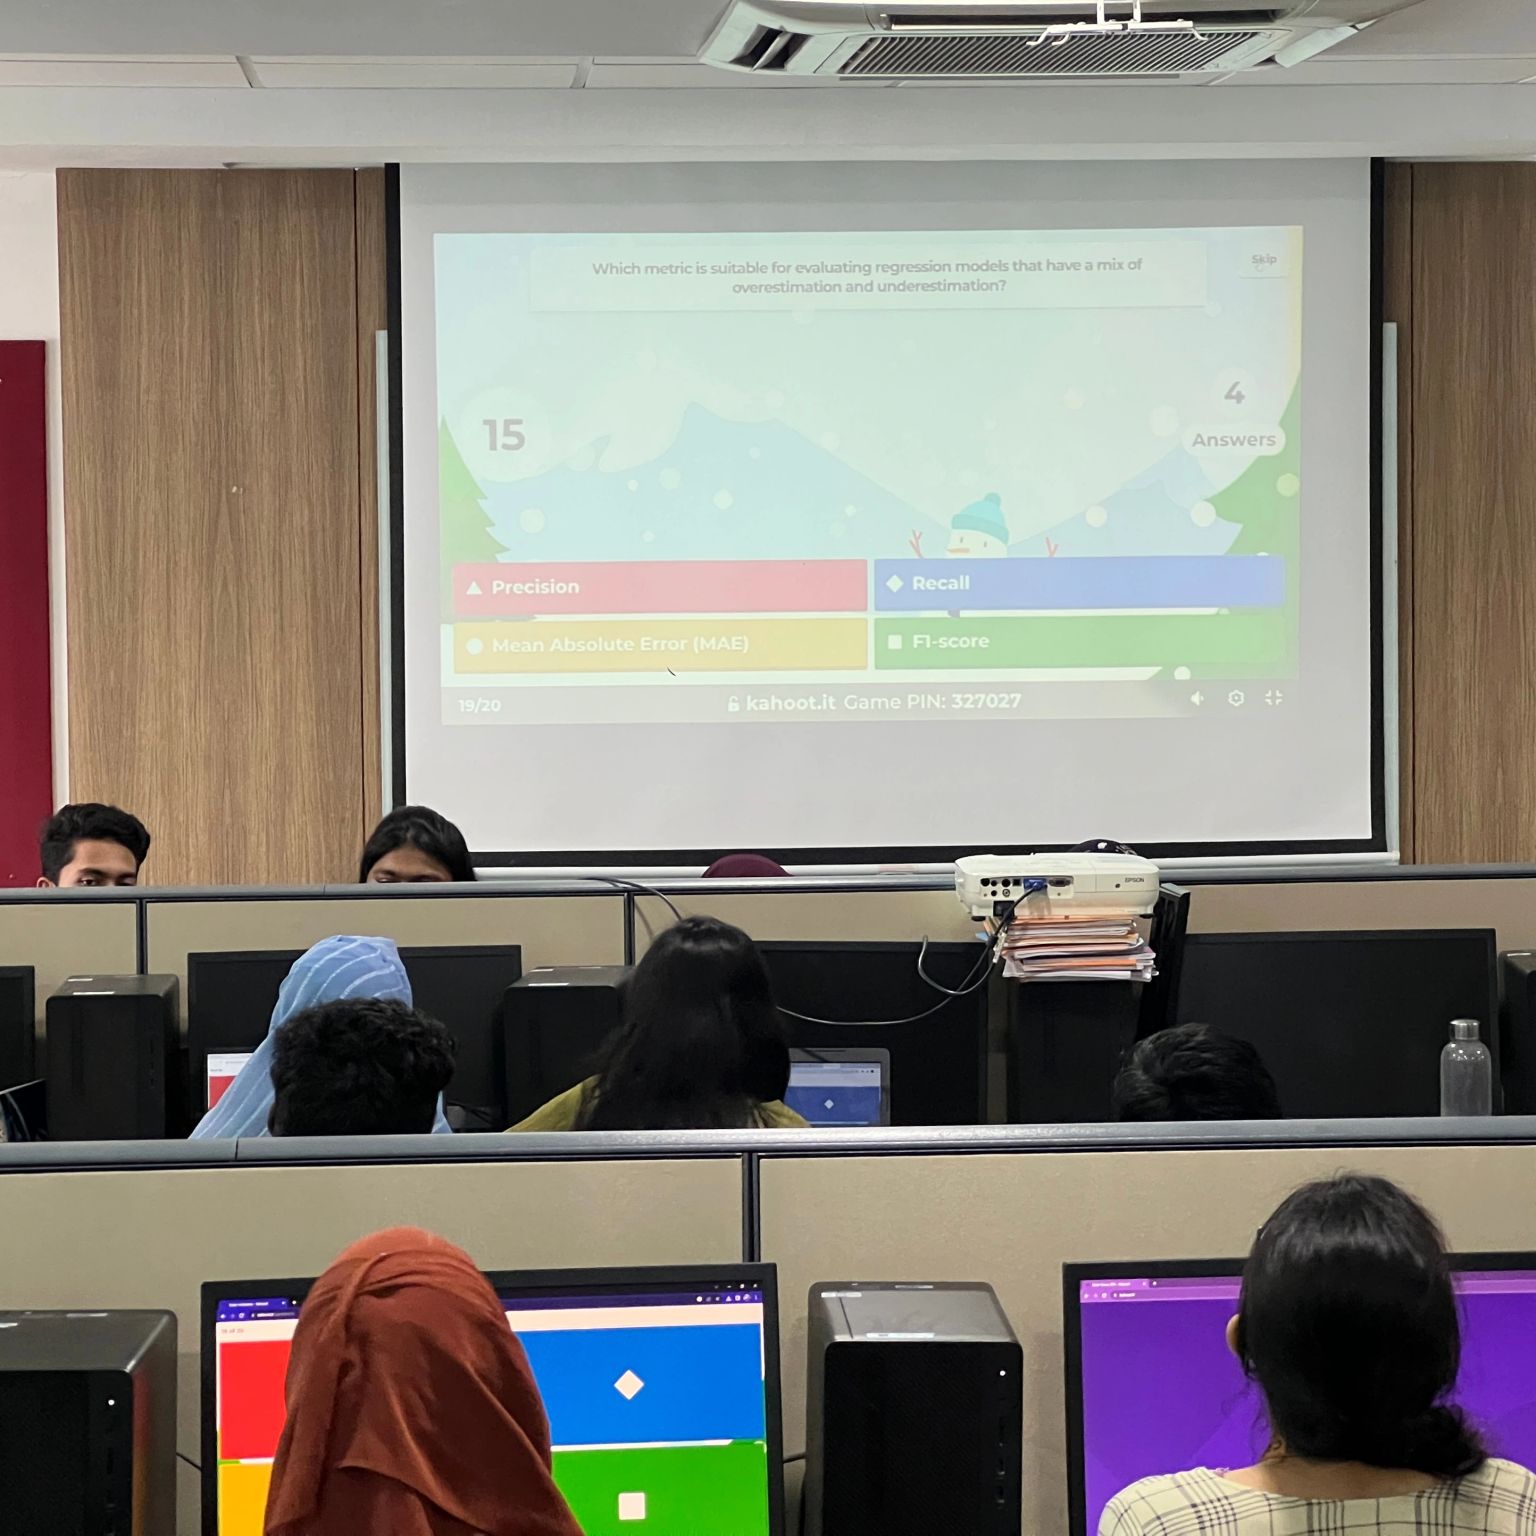 Which metric is suitable for evaluating regression models that have a mix of
overestimation and underestimation?
Skip
15
4
Answers
Precision
Recall
Mean Absolute Error (MAE)
F1-score
19/20
kahoot.it Game PIN: 327027
EPSON